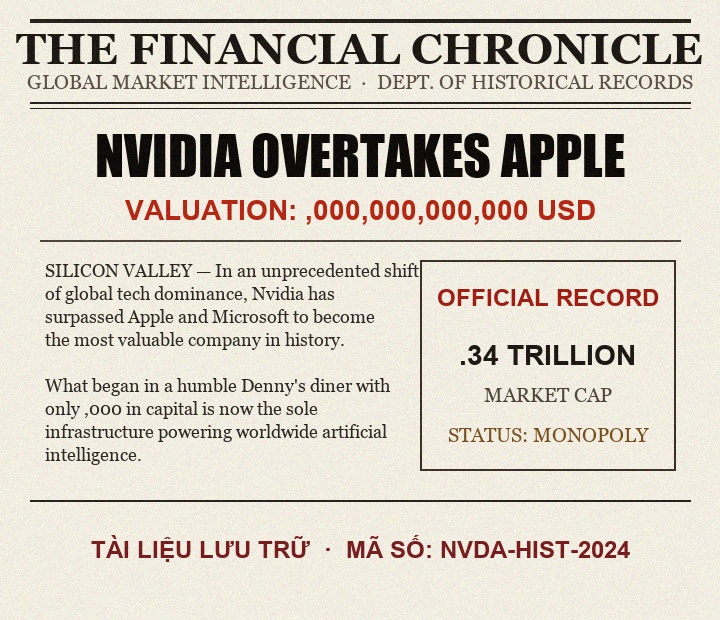 THE FINANCIAL CHRONICLE
GLOBAL MARKET INTELLIGENCE · DEPT. OF HISTORICAL RECORDS
NVIDIA OVERTAKES APPLE
VALUATION: ,000,000,000,000 USD
SILICON VALLEY — In an unprecedented shift
of global tech dominance, Nvidia has
surpassed Apple and Microsoft to become
the most valuable company in history.
What began in a humble Denny's diner with
only ,000 in capital is now the sole
infrastructure powering worldwide artificial
intelligence.
OFFICIAL RECORD
.34 TRILLION
MARKET CAP
STATUS: MONOPOLY
TÀI LIỆU LƯU TRỮ · MÃ SỐ: NVDA-HIST-2024